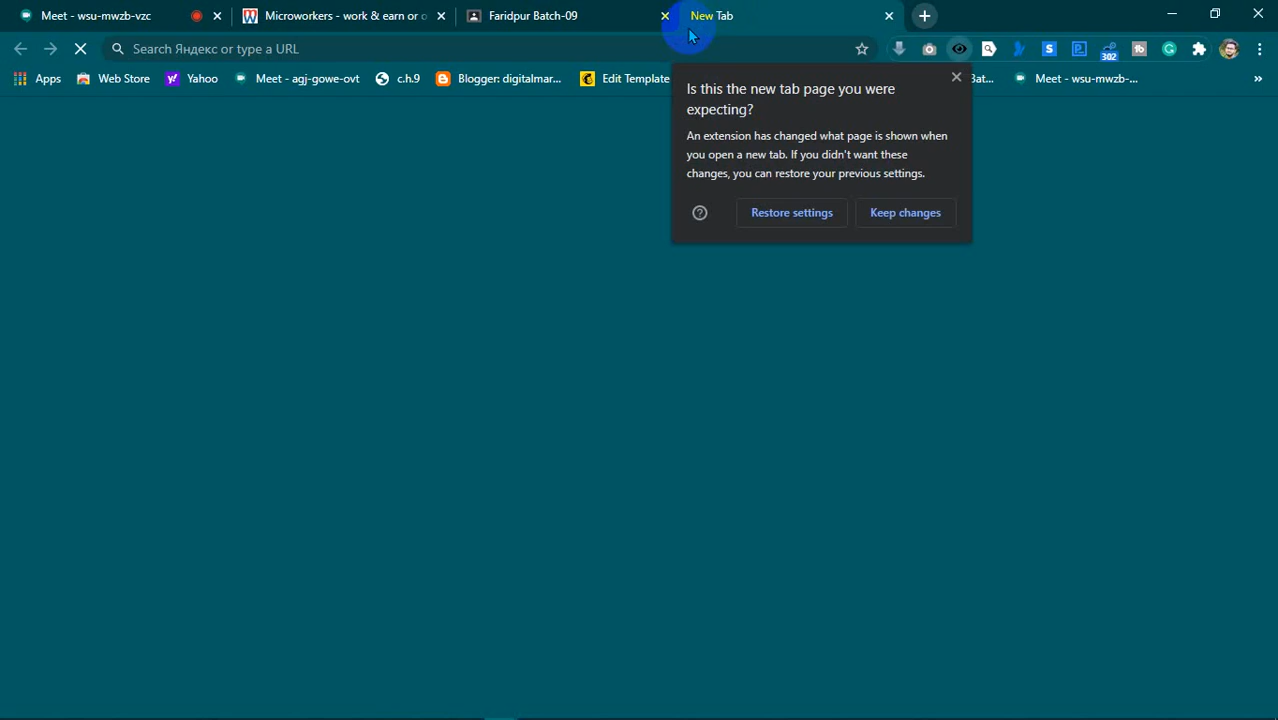 Meet - wsu-mwzb-vzc
Microworkers - work & earn or o
Faridpur Batch-09
New Tab
Search Яндекс or type a URL
302
Apps
Web Store
Yahoo
Meet - agj-gowe-ovt
c.h.9
Blogger: digitalmar...
Edit Template
Bat...
Meet - wsu-mwzb-...
»
Is this the new tab page you were
expecting?
An extension has changed what page is shown when
you open a new tab. If you didn't want these
changes, you can restore your previous settings.
Restore settings
Keep changes